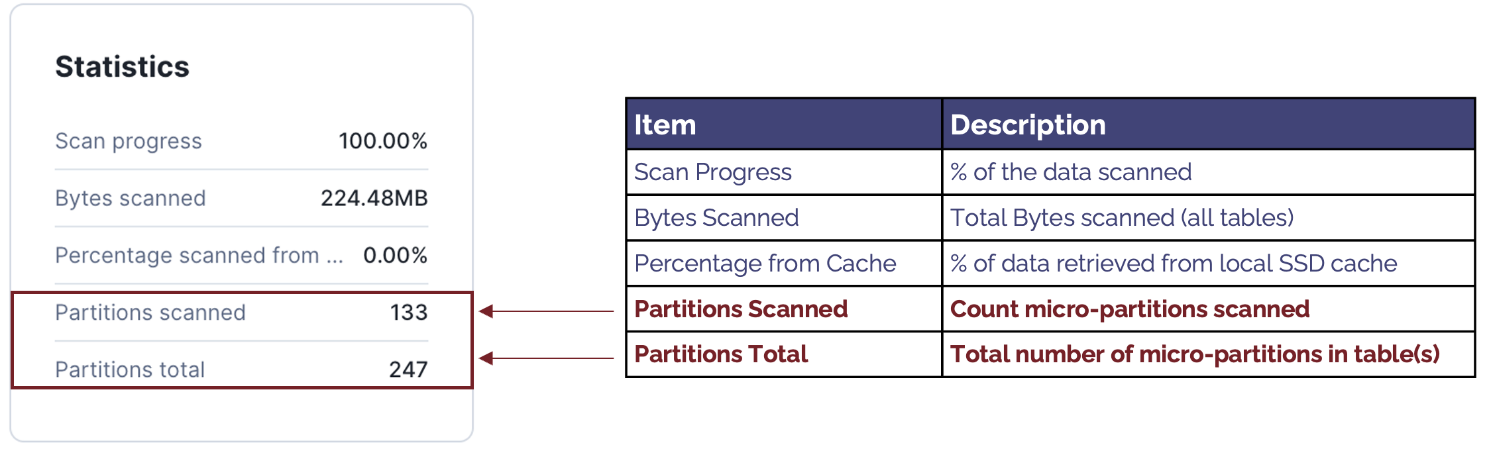 Statistics
Scan progress 100.00%
Bytes scanned 224.48MB
Percentage scanned from ... 0.00%
Partitions scanned 133
Partitions total 247
Item Description
Scan Progress % of the data scanned
Bytes Scanned Total Bytes scanned (all tables)
Percentage from Cache % of data retrieved from local SSD cache
Partitions Scanned Count micro-partitions scanned
Partitions Total Total number of micro-partitions in table(s)